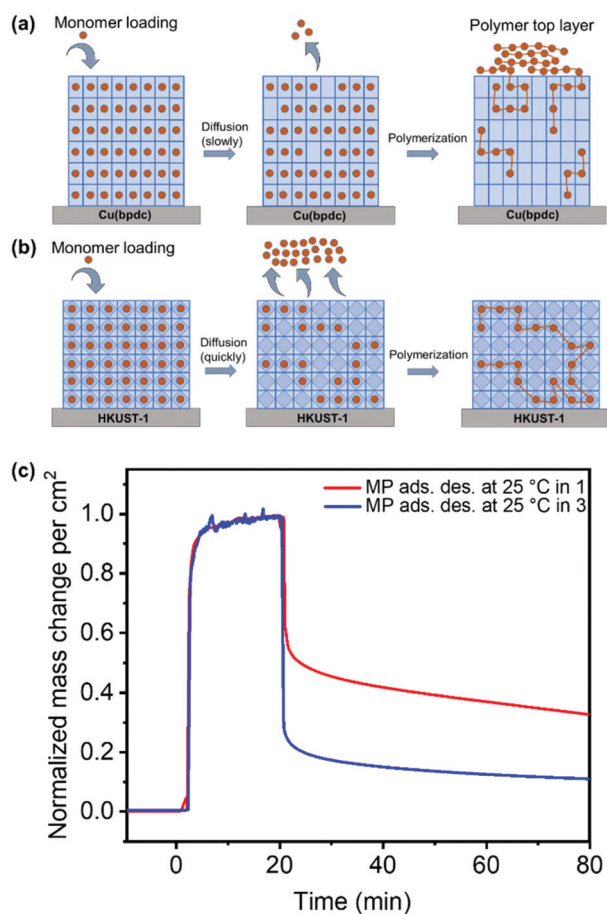 (a)
Monomer loading
Polymer top layer
Diffusion
(slowly)
Polymerization
Cu(bpdc)
Cu(bpdc)
Cu(bpdc)
(b)
Monomer loading
Diffusion
(quickly)
Polymerization
HKUST-1
HKUST-1
HKUST-1
(c)
MP ads. des. at 25 °C in 1
MP ads. des. at 25 °C in 3
Normalized mass change per cm²
1.0
0.8
0.6
0.4
0.2
0.0
0
20
40
60
80
Time (min)